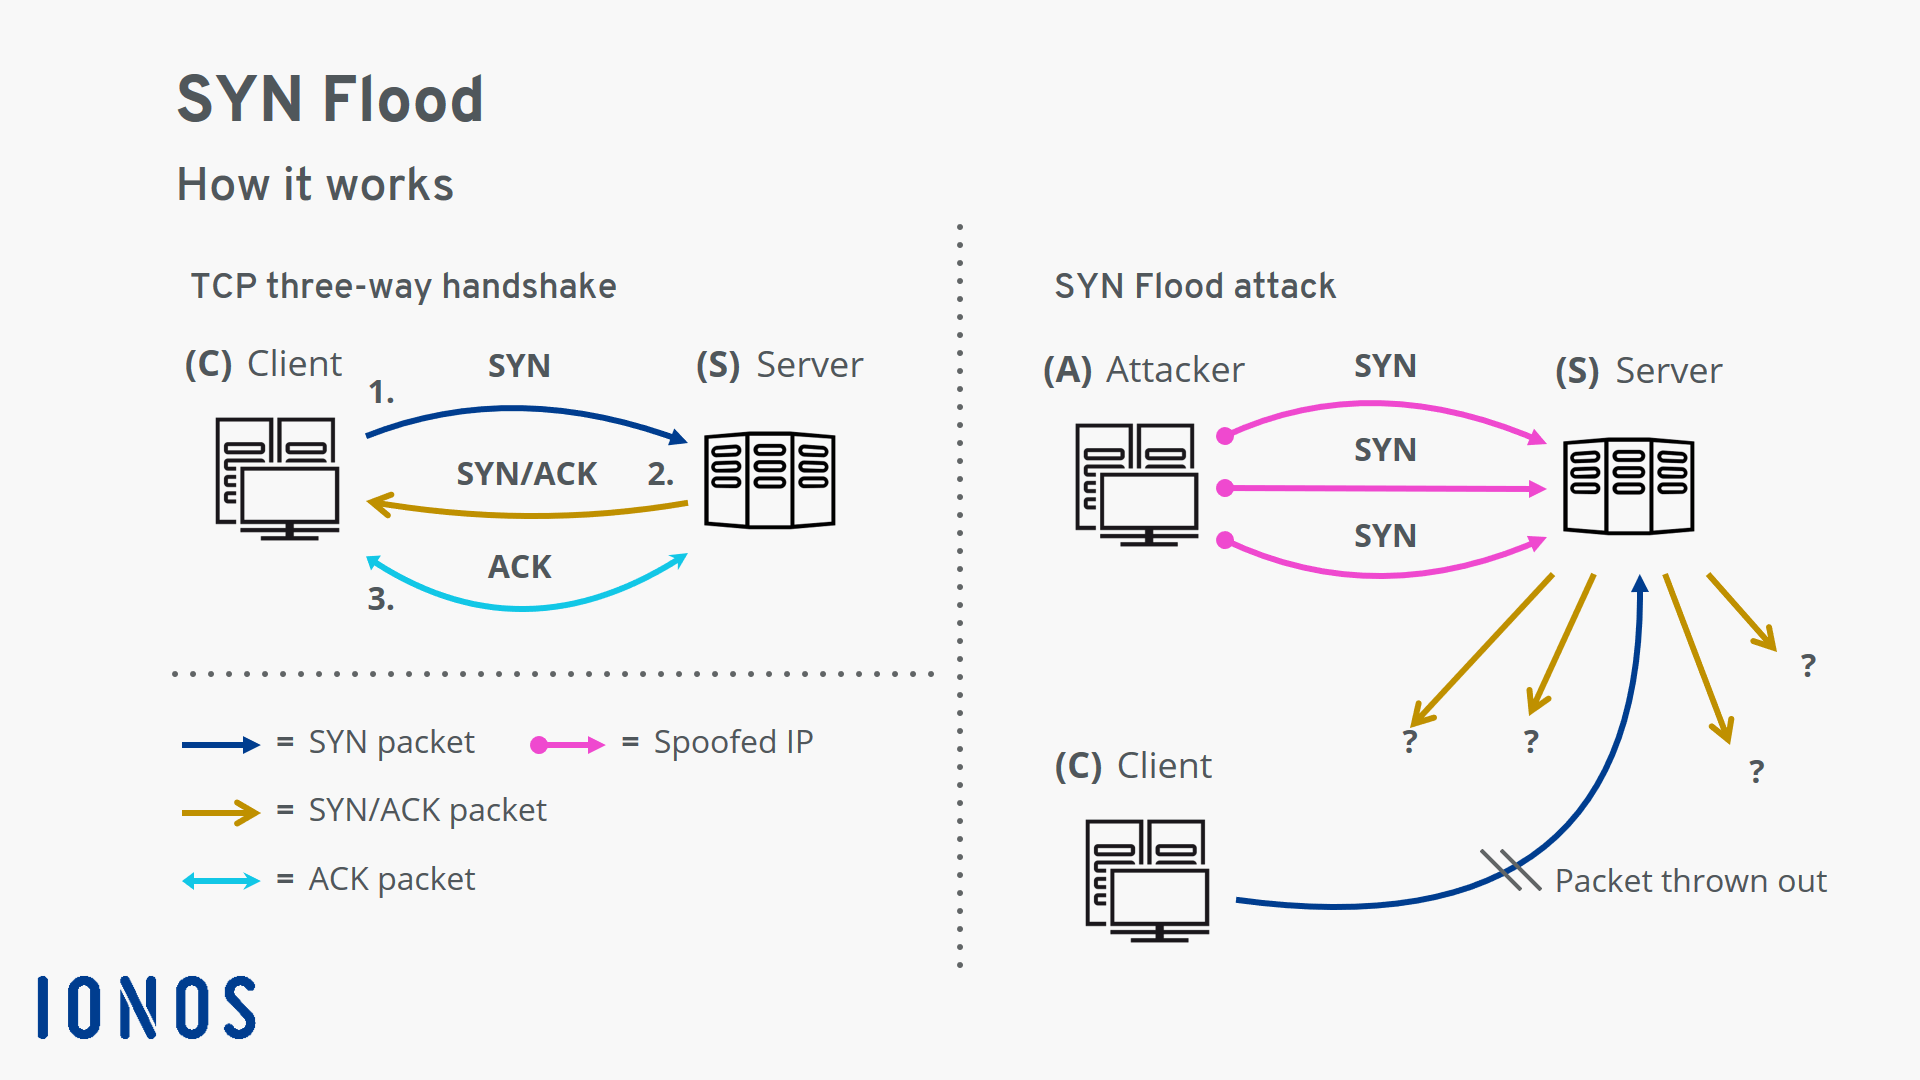 SYN Flood
How it works
TCP three-way handshake
(C) Client
1.
SYN
(S) Server
SYN/ACK 2.
ACK
3.
= SYN packet
= Spoofed IP
= SYN/ACK packet
= ACK packet
SYN Flood attack
(A) Attacker
SYN
(S) Server
SYN
SYN
?
?
?
?
(C) Client
Packet thrown out
IONOS